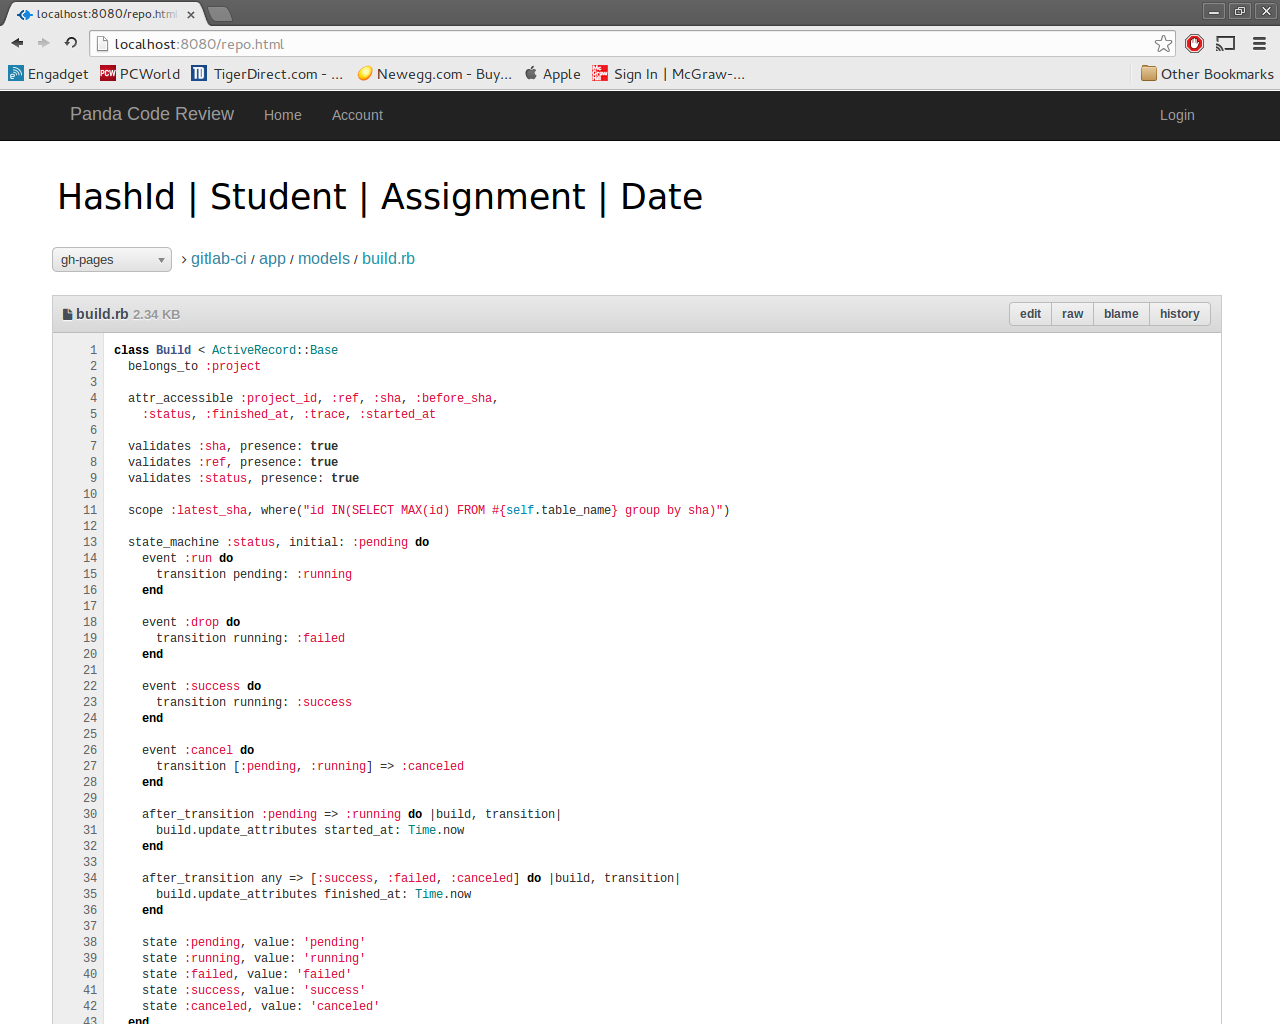 localhost:8080/repo.html
localhost:8080/repo.html
Engadget PCWorld TigerDirect.com - ... Newegg.com - Buy... Apple Sign In | McGraw-... Other Bookmarks
Panda Code Review Home Account Login
HashId | Student | Assignment | Date
gh-pages › gitlab-ci / app / models / build.rb
build.rb 2.34 KB edit raw blame history
1 class Build < ActiveRecord::Base
2   belongs_to :project
3
4   attr_accessible :project_id, :ref, :sha, :before_sha,
5     :status, :finished_at, :trace, :started_at
6
7   validates :sha, presence: true
8   validates :ref, presence: true
9   validates :status, presence: true
10
11   scope :latest_sha, where("id IN(SELECT MAX(id) FROM #{self.table_name} group by sha)")
12
13   state_machine :status, initial: :pending do
14     event :run do
15       transition pending: :running
16     end
17
18     event :drop do
19       transition running: :failed
20     end
21
22     event :success do
23       transition running: :success
24     end
25
26     event :cancel do
27       transition [:pending, :running] => :canceled
28     end
29
30     after_transition :pending => :running do |build, transition|
31       build.update_attributes started_at: Time.now
32     end
33
34     after_transition any => [:success, :failed, :canceled] do |build, transition|
35       build.update_attributes finished_at: Time.now
36     end
37
38     state :pending, value: 'pending'
39     state :running, value: 'running'
40     state :failed, value: 'failed'
41     state :success, value: 'success'
42     state :canceled, value: 'canceled'
43   end